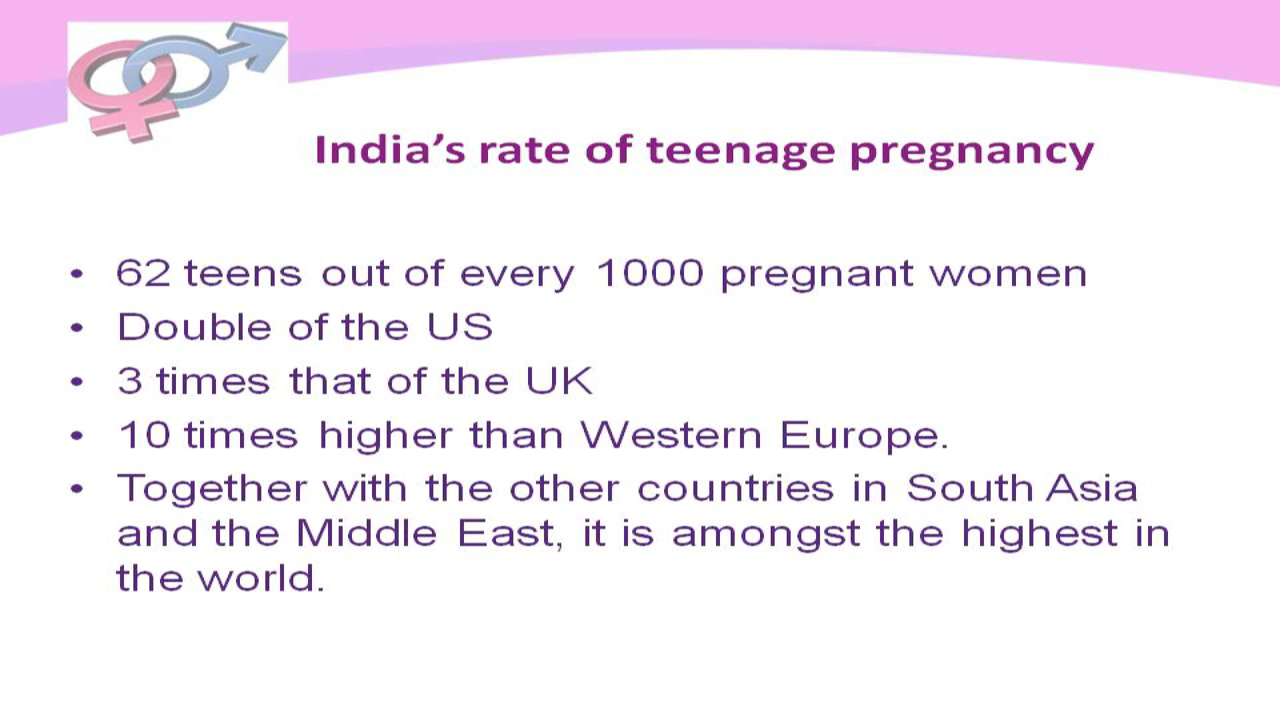 India’s rate of teenage pregnancy
• 62 teens out of every 1000 pregnant women
• Double of the US
• 3 times that of the UK
• 10 times higher than Western Europe.
• Together with the other countries in South Asia
and the Middle East, it is amongst the highest in
the world.